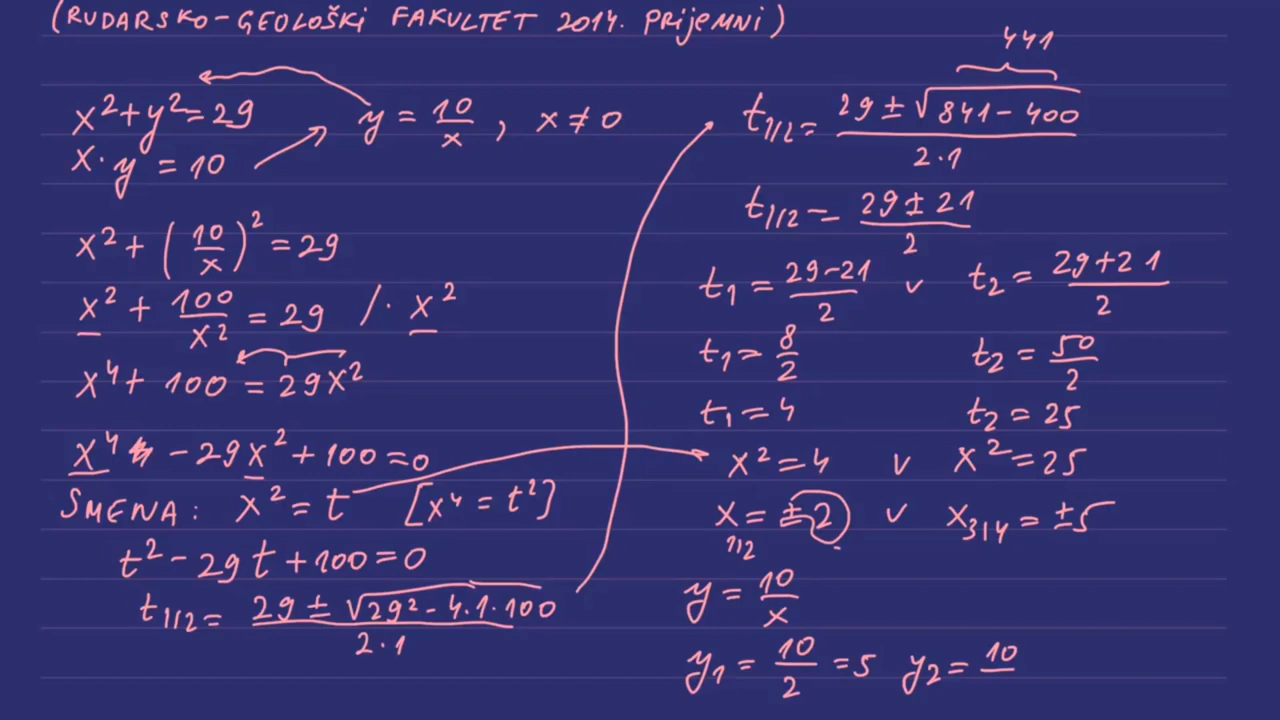 (RUDARSKO-GEOLOŠKI FAKULTET 2014. PRIJEMNI)
x²+y²=29
x·y=10
y = 10/x, x≠0
x² + (10/x)² = 29
x² + 100/x² = 29 /·x²
x⁴ + 100 = 29x²
x⁴ - 29x² + 100 = 0
SMENA: x² = t [x⁴ = t²]
t² - 29t + 100 = 0
t1/2 = (29 ± √(29² - 4·1·100))/(2·1)
441
t1/2 = (29 ± √(841 - 400))/(2·1)
t1/2 = (29 ± 21)/2
t1 = (29-21)/2 v t2 = (29+21)/2
t1 = 8/2 t2 = 50/2
t1 = 4 t2 = 25
x² = 4 v x² = 25
x1/2 = ±2 v x3/4 = ±5
y = 10/x
y1 = 10/2 = 5 y2 = 10